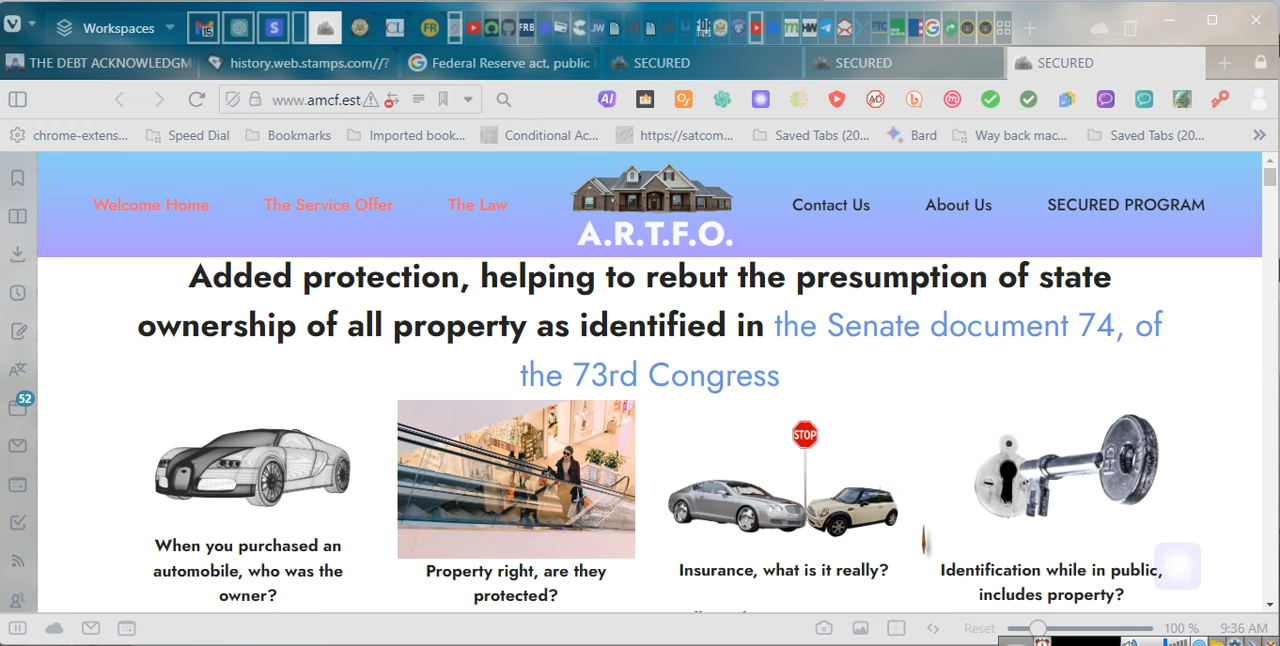 Workspaces
THE DEBT ACKNOWLEDGM
history.web.stamps.com//?
Federal Reserve act, public
SECURED
SECURED
SECURED
www.amcf.est
chrome-extens...
Speed Dial
Bookmarks
Imported book...
Conditional Ac...
https://satcom...
Saved Tabs (20...
Bard
Way back mac...
Saved Tabs (20...
Welcome Home
The Service Offer
The Law
A.R.T.F.O.
Contact Us
About Us
SECURED PROGRAM
Added protection, helping to rebut the presumption of state
ownership of all property as identified in the Senate document 74, of
the 73rd Congress
STOP
When you purchased an
automobile, who was the
owner?
Property right, are they
protected?
Insurance, what is it really?
Identification while in public,
includes property?
52
Reset
100 %
9:36 AM